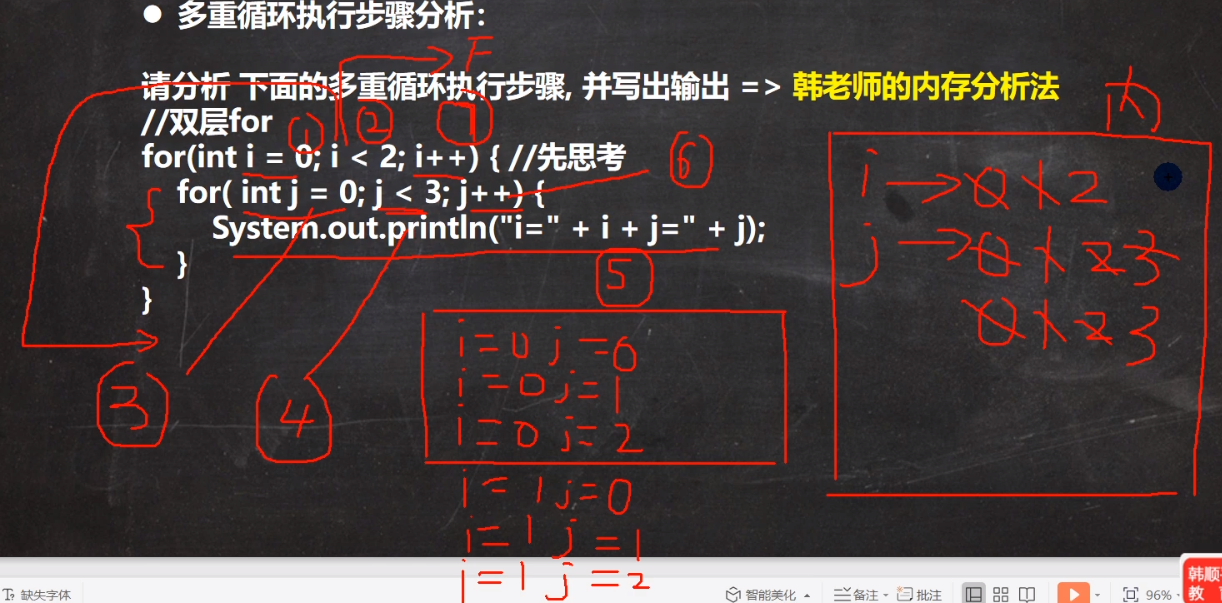 ● 多重循环执行步骤分析：
F
请分析 下面的多重循环执行步骤, 并写出输出 => 韩老师的内存分析法
内
//双层for
① ② ⑦
for(int i = 0; i < 2; i++) { //先思考
⑥
for( int j = 0; j < 3; j++) {
System.out.println("i=" + i + j=" + j);
}
⑤
}
i → 0 1 2
j → 0 1 2 3
0 1 2 3
③ ④
i=0 j=0
i=0 j=1
i=0 j=2
i=1 j=0
i=1 j=1
i=1 j=2
缺失字体
智能美化
备注
批注
96%
韩顺
教